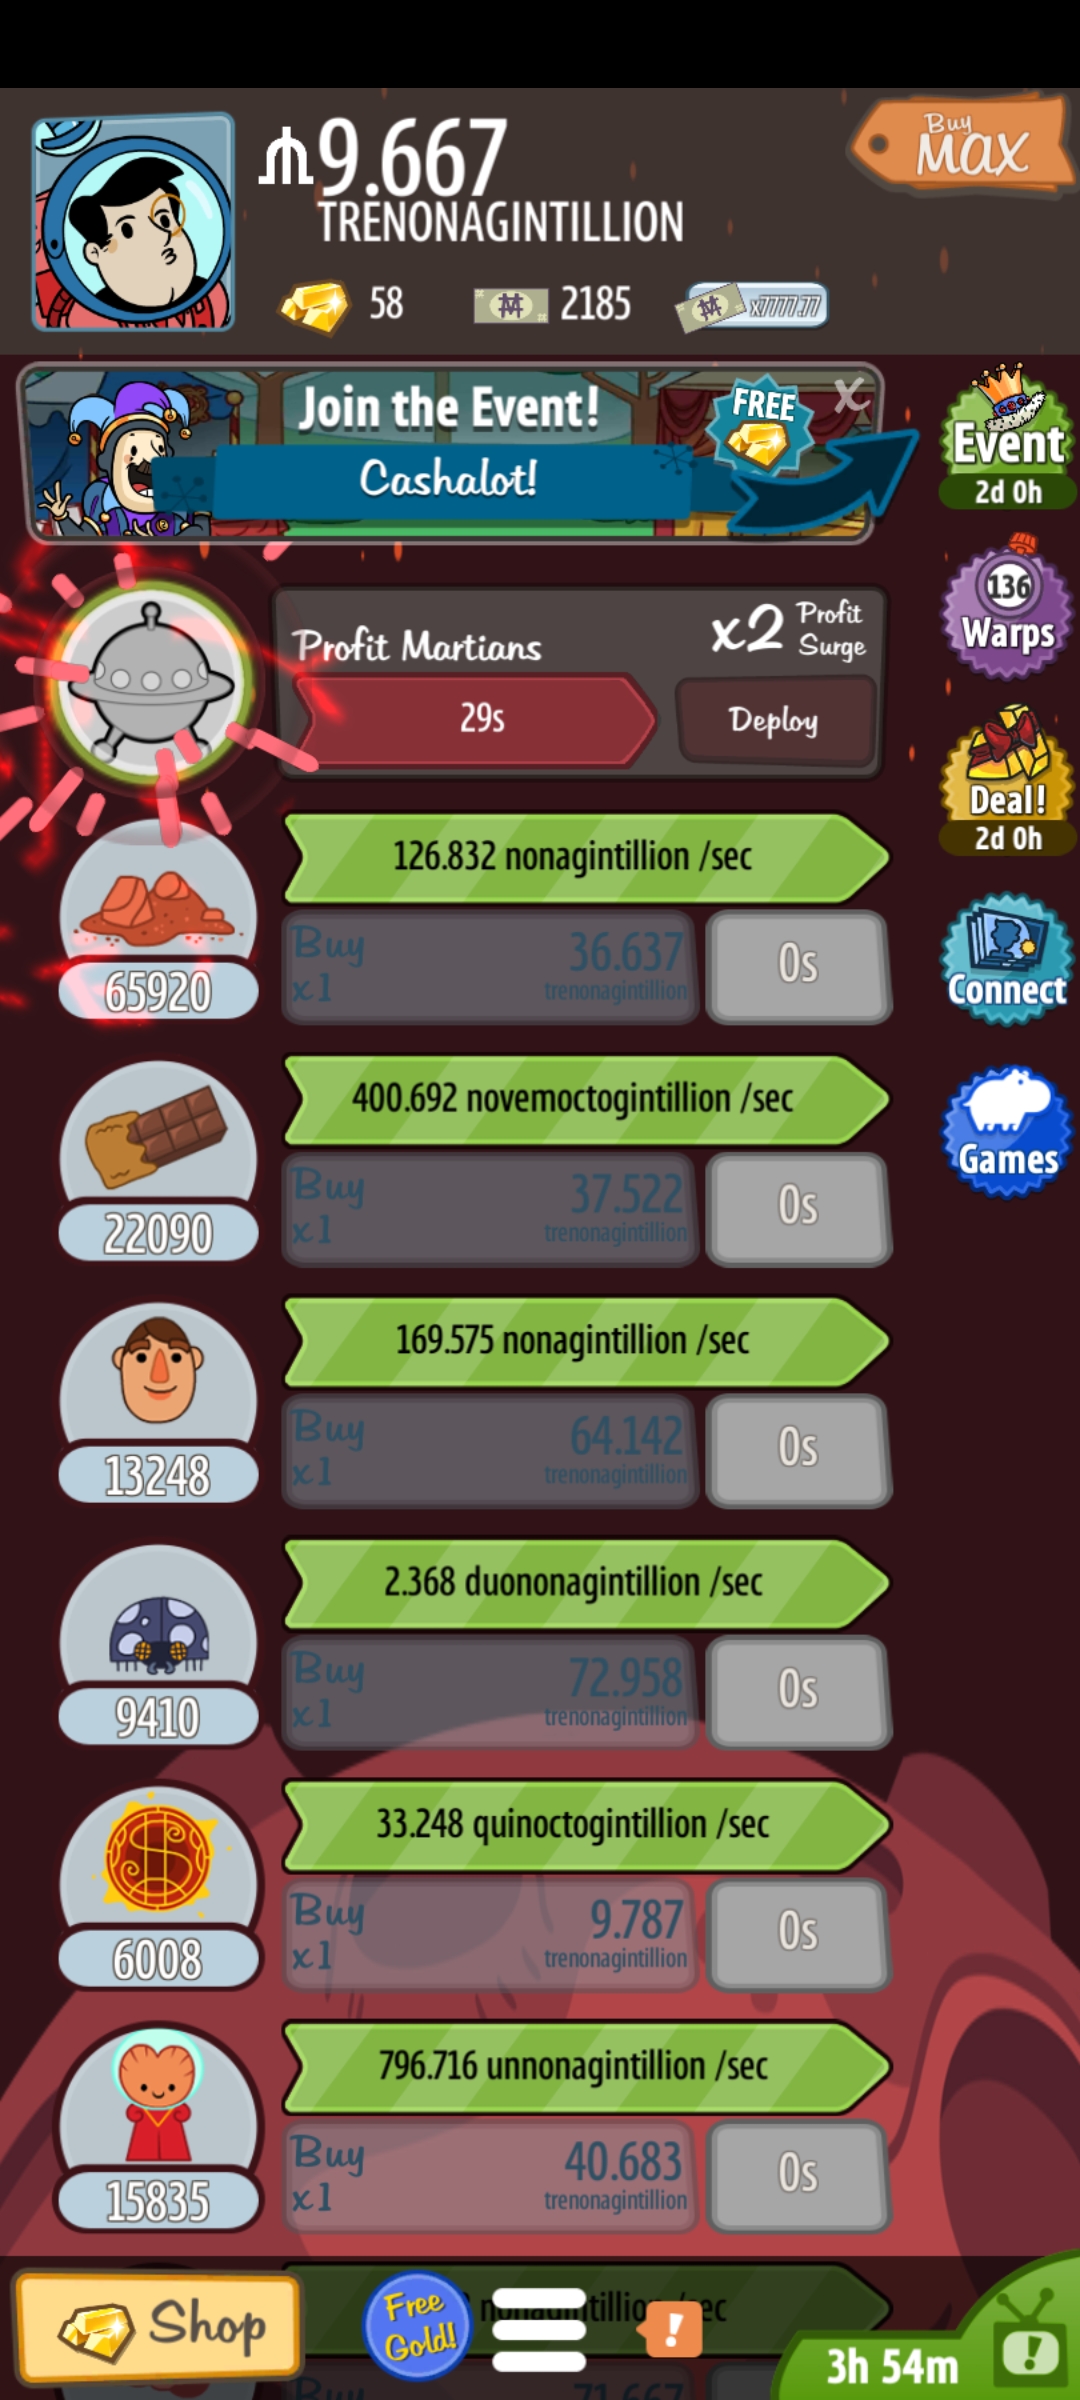 Buy
MAX
9.667
TRENONAGINTILLION
58
2185
x7777.77
Join the Event!
Cashalot!
FREE
X
Event
2d 0h
136
Warps
Deal!
2d 0h
Connect
Games
Profit Martians
x2 Profit Surge
29s
Deploy
126.832 nonagintillion /sec
65920
Buy x1
36.637
trenonagintillion
0s
400.692 novemoctogintillion /sec
22090
Buy x1
37.522
trenonagintillion
0s
169.575 nonagintillion /sec
13248
Buy x1
64.142
trenonagintillion
0s
2.368 duononagintillion /sec
9410
Buy x1
72.958
trenonagintillion
0s
33.248 quinoctogintillion /sec
6008
Buy x1
9.787
trenonagintillion
0s
796.716 unnonagintillion /sec
15835
Buy x1
40.683
trenonagintillion
0s
Shop
Free
Gold!
!
3h 54m
!
Buy